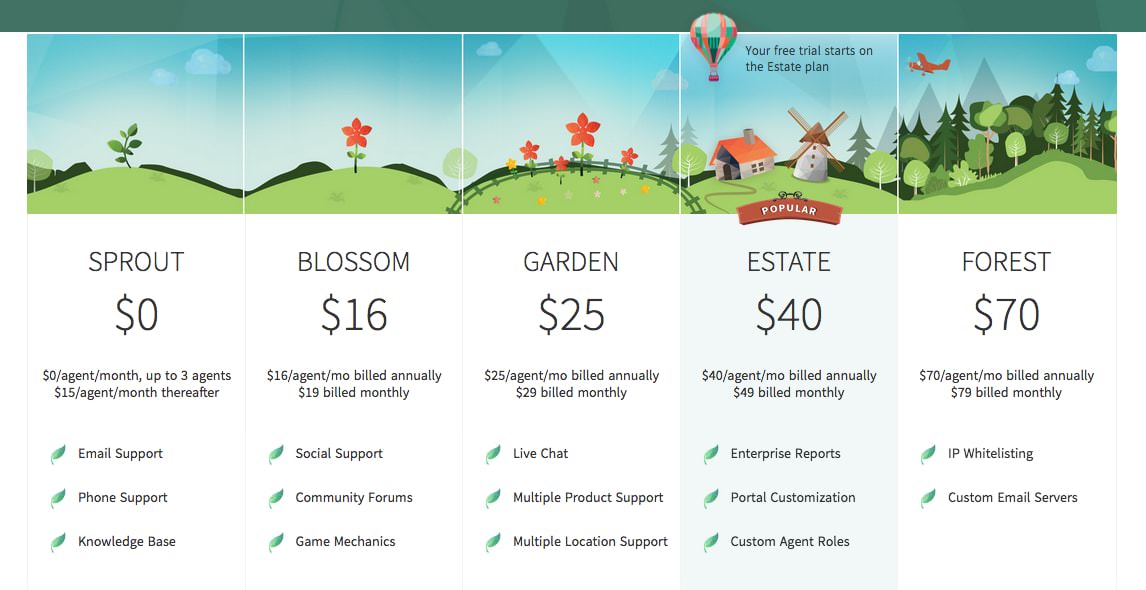 Your free trial starts on
the Estate plan
POPULAR
SPROUT
$0
$0/agent/month, up to 3 agents
$15/agent/month thereafter
Email Support
Phone Support
Knowledge Base
BLOSSOM
$16
$16/agent/mo billed annually
$19 billed monthly
Social Support
Community Forums
Game Mechanics
GARDEN
$25
$25/agent/mo billed annually
$29 billed monthly
Live Chat
Multiple Product Support
Multiple Location Support
ESTATE
$40
$40/agent/mo billed annually
$49 billed monthly
Enterprise Reports
Portal Customization
Custom Agent Roles
FOREST
$70
$70/agent/mo billed annually
$79 billed monthly
IP Whitelisting
Custom Email Servers